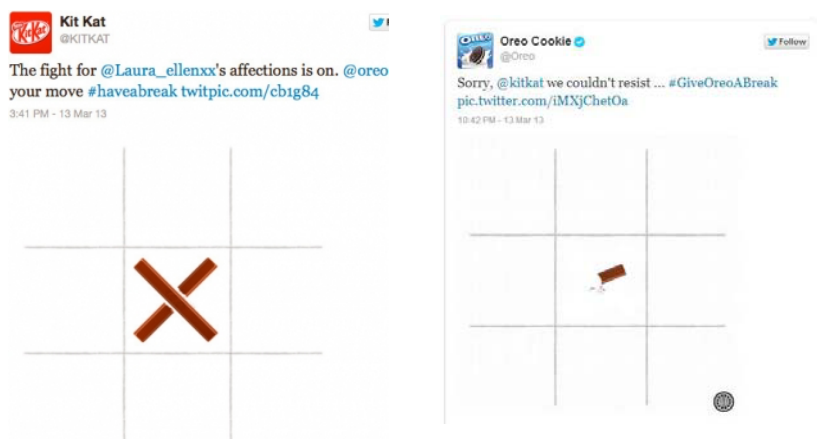 KitKat
Kit Kat
@KITKAT
The fight for @Laura_ellenxx's affections is on. @oreo
your move #haveabreak twitpic.com/cb1g84
3:41 PM - 13 Mar 13
OREO
Oreo Cookie
@Oreo
Follow
Sorry, @kitkat we couldn't resist ... #GiveOreoABreak
pic.twitter.com/iMXjChetOa
10:42 PM - 13 Mar 13